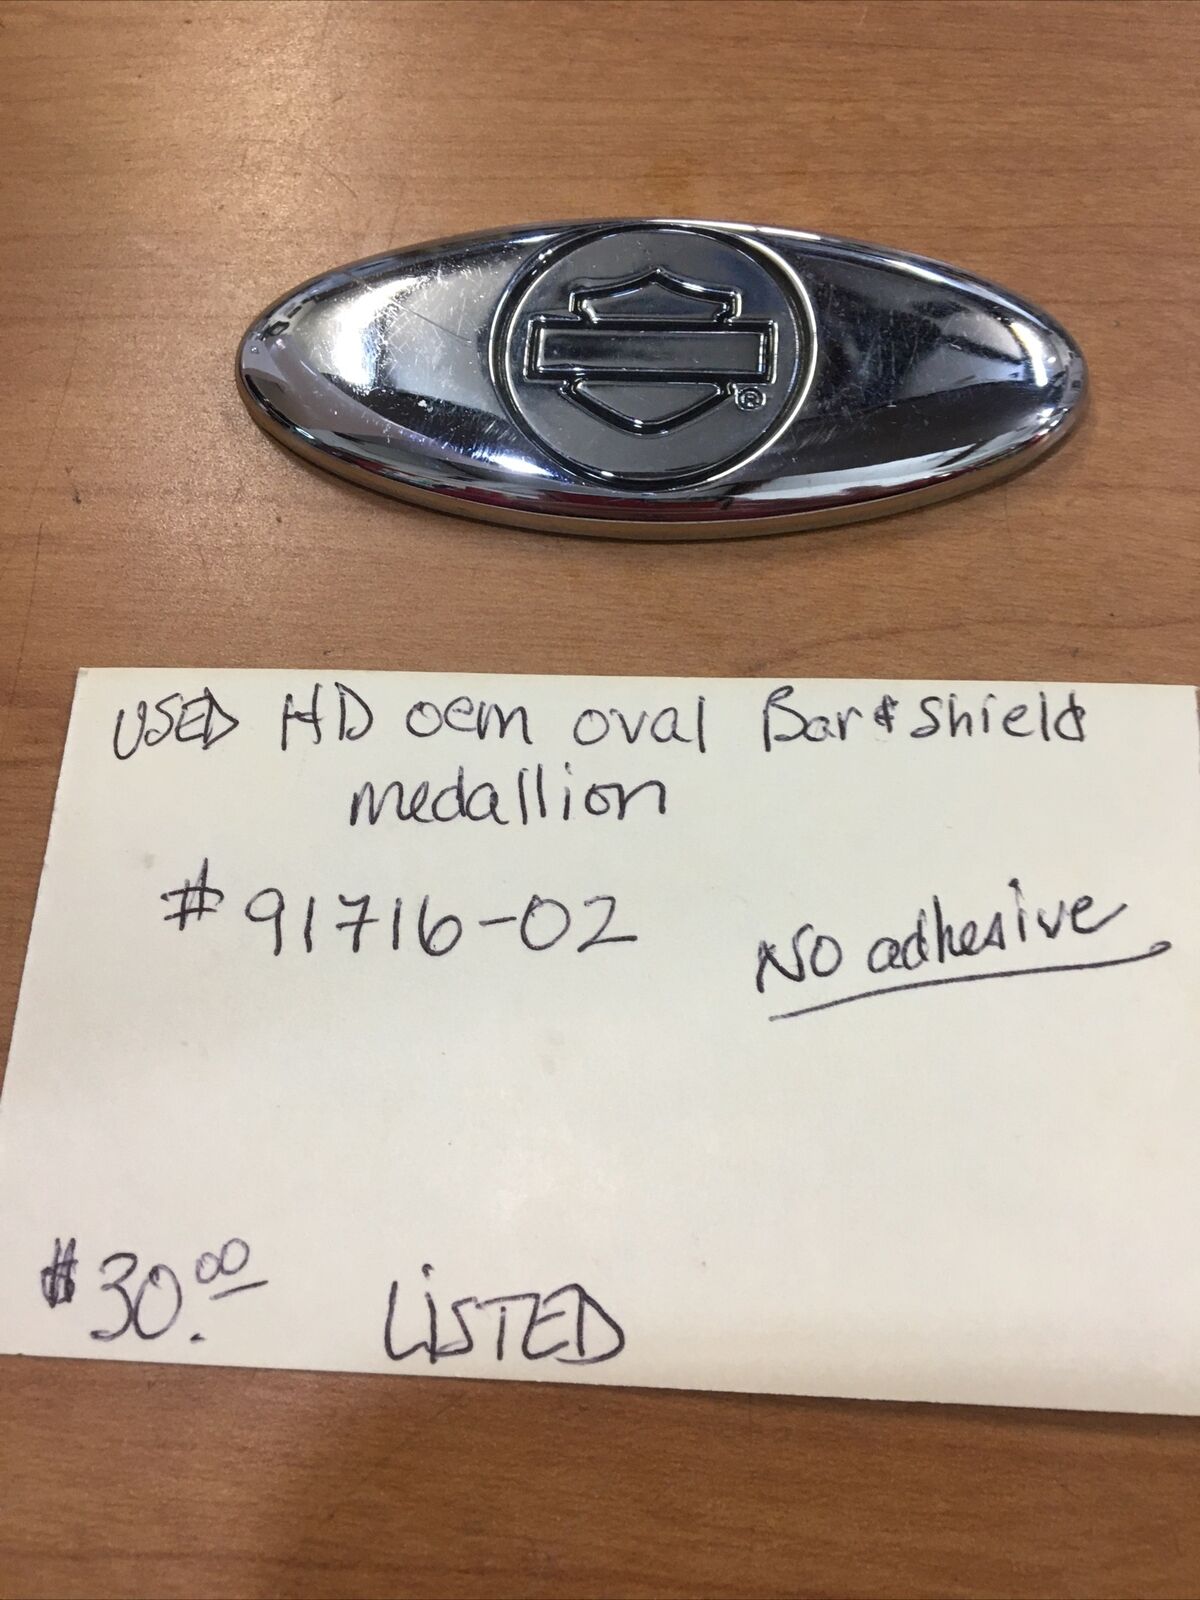 ®
USED HD oem oval Bar & Shield
medallion
# 91716-02
NO adhesive
$30.00
LiSTED